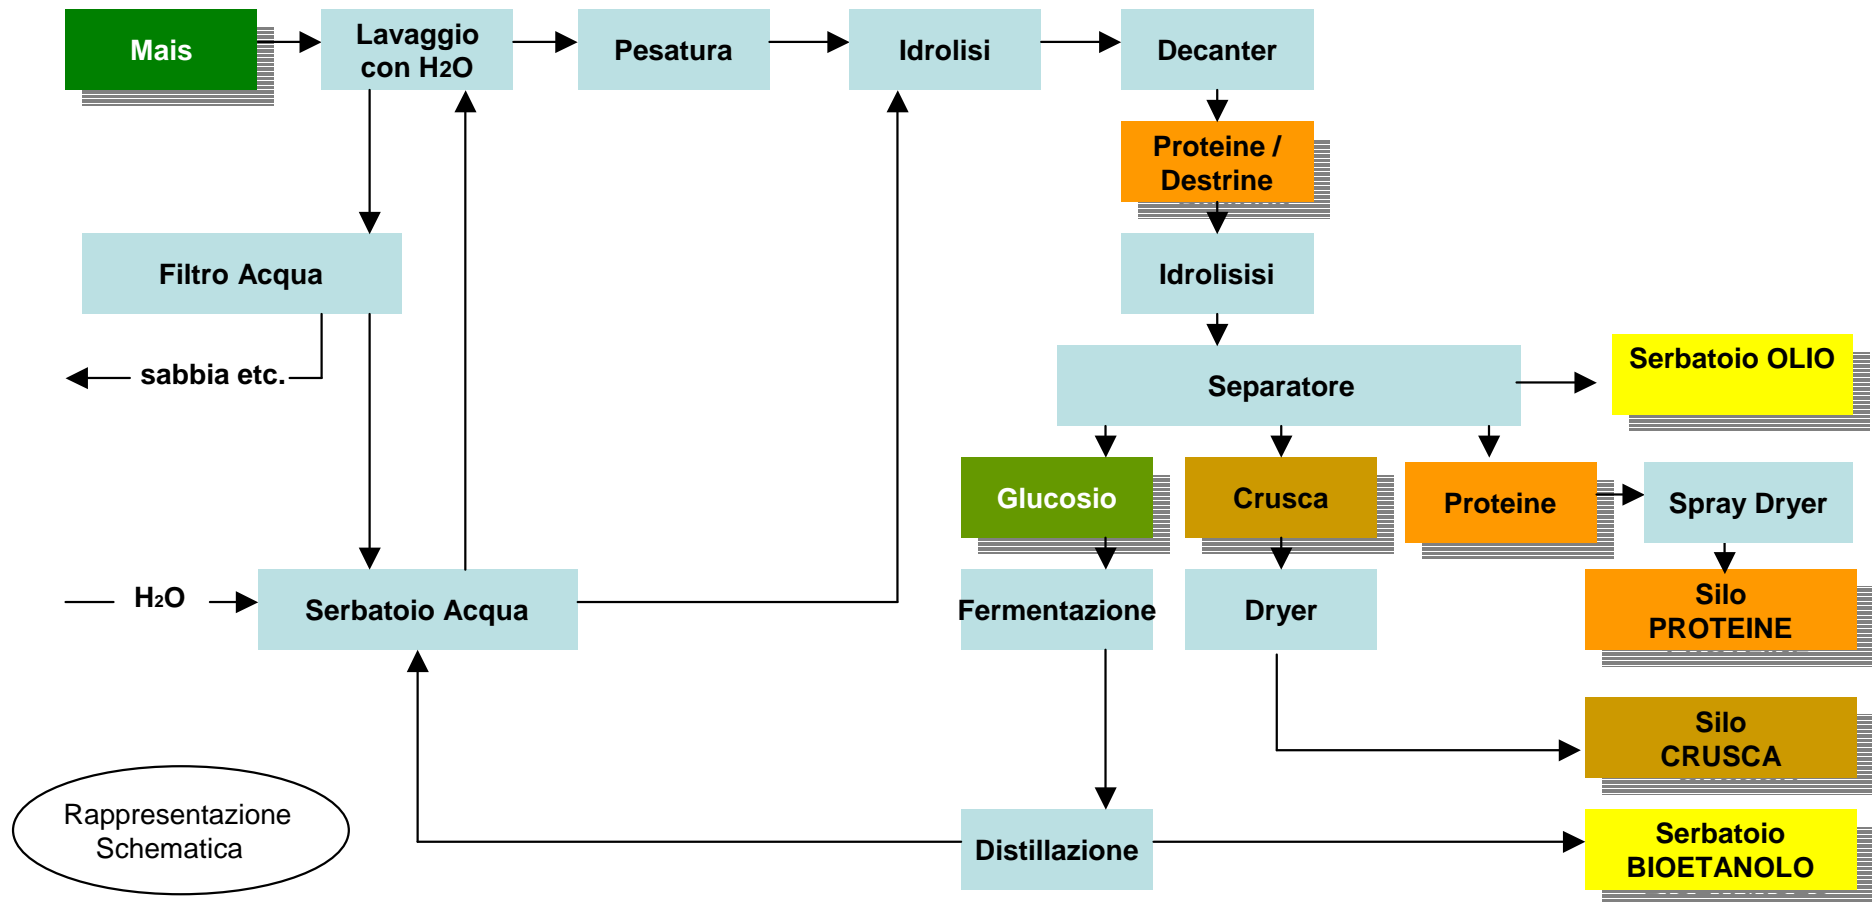 Mais
Lavaggio
con H2O
Pesatura
Idrolisi
Decanter
Proteine /
Destrine
Filtro Acqua
Idrolisisi
sabbia etc.
Separatore
Serbatoio OLIO
Glucosio
Crusca
Proteine
Spray Dryer
H2O
Serbatoio Acqua
Fermentazione
Dryer
Silo
PROTEINE
Silo
CRUSCA
Rappresentazione
Schematica
Distillazione
Serbatoio
BIOETANOLO